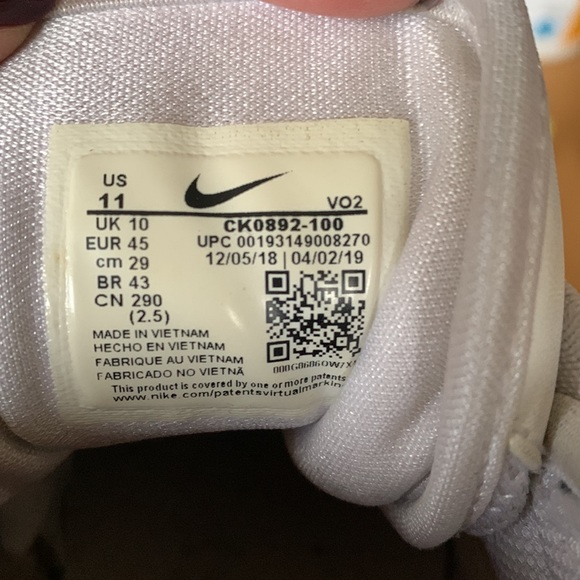 US
11 VO2
UK 10 CK0892-100
EUR 45 UPC 00193149008270
cm 29 12/05/18 | 04/02/19
BR 43
CN 290
(2.5)
MADE IN VIETNAM
HECHO EN VIETNAM
FABRIQUE AU VIETNAM
FABRICADO NO VIETNÃ
This product is covered by one or more patents
www.nike.com/patentsvirtualmarking